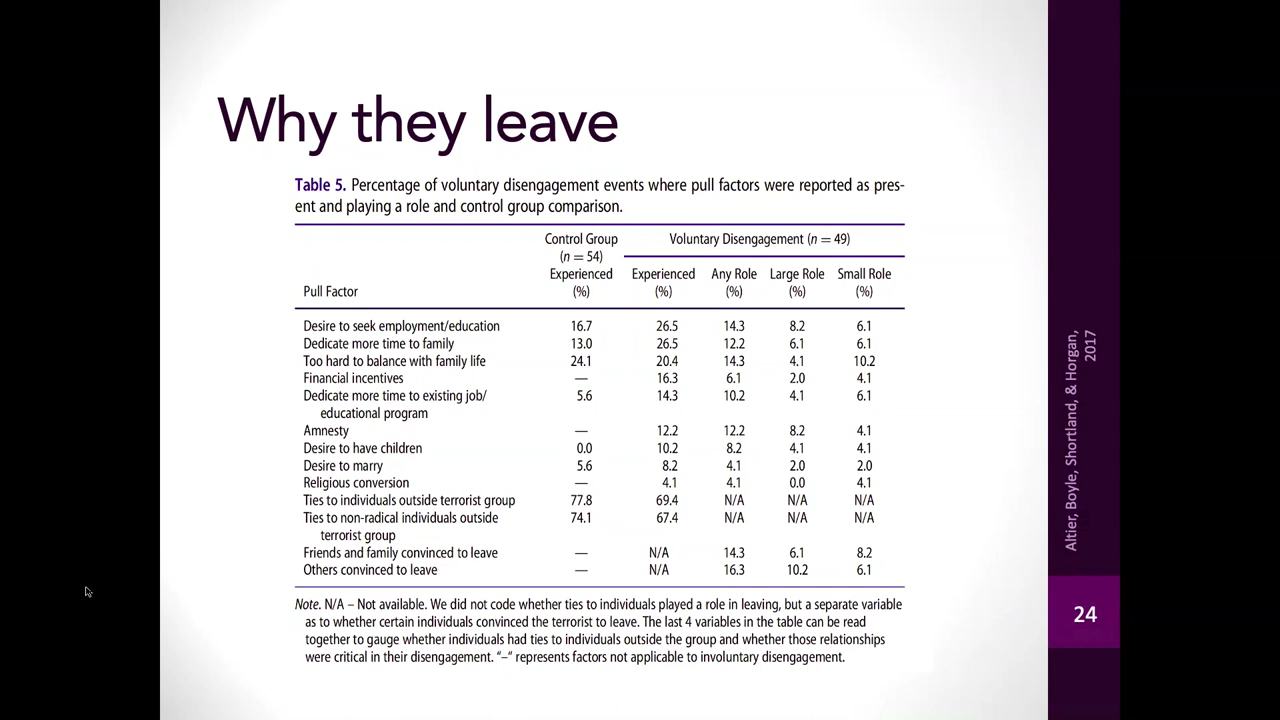 Why they leave
Table 5. Percentage of voluntary disengagement events where pull factors were reported as pres-
ent and playing a role and control group comparison.
Control Group
(n = 54)
Voluntary Disengagement (n = 49)
Pull Factor
Experienced
(%)
Experienced
(%)
Any Role
(%)
Large Role
(%)
Small Role
(%)
Desire to seek employment/education 16.7 26.5 14.3 8.2 6.1
Dedicate more time to family 13.0 26.5 12.2 6.1 6.1
Too hard to balance with family life 24.1 20.4 14.3 4.1 10.2
Financial incentives — 16.3 6.1 2.0 4.1
Dedicate more time to existing job/ 5.6 14.3 10.2 4.1 6.1
educational program
Amnesty — 12.2 12.2 8.2 4.1
Desire to have children 0.0 10.2 8.2 4.1 4.1
Desire to marry 5.6 8.2 4.1 2.0 2.0
Religious conversion — 4.1 4.1 0.0 4.1
Ties to individuals outside terrorist group 77.8 69.4 N/A N/A N/A
Ties to non-radical individuals outside 74.1 67.4 N/A N/A N/A
terrorist group
Friends and family convinced to leave — N/A 14.3 6.1 8.2
Others convinced to leave — N/A 16.3 10.2 6.1
Note. N/A – Not available. We did not code whether ties to individuals played a role in leaving, but a separate variable
as to whether certain individuals convinced the terrorist to leave. The last 4 variables in the table can be read
together to gauge whether individuals had ties to individuals outside the group and whether those relationships
were critical in their disengagement. "–" represents factors not applicable to involuntary disengagement.
Altier, Boyle, Shortland, & Horgan,
2017
24